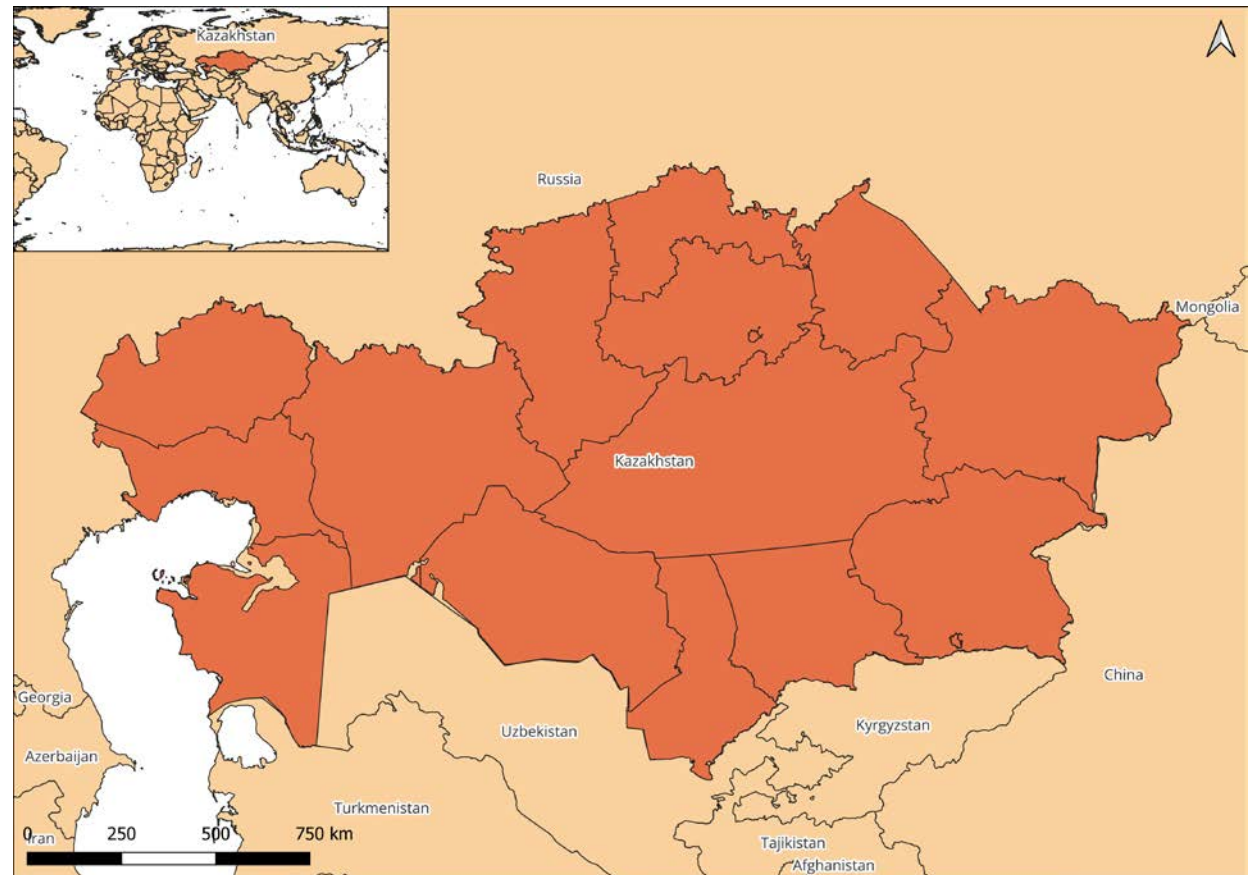 Kazakhstan
Russia
Mongolia
Kazakhstan
China
Georgia
Kyrgyzstan
Uzbekistan
Azerbaijan
Turkmenistan
0 250 500 750 km
Iran
Tajikistan
Afghanistan